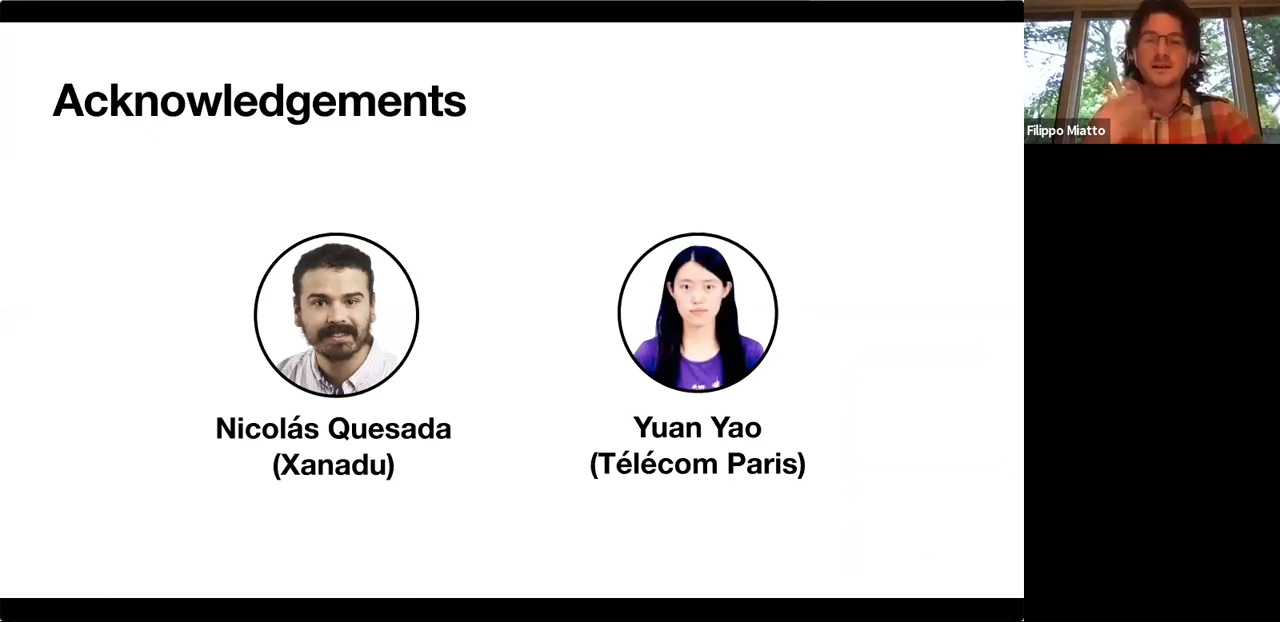 Acknowledgements
Filippo Miatto
Nicolás Quesada
(Xanadu)
Yuan Yao
(Télécom Paris)